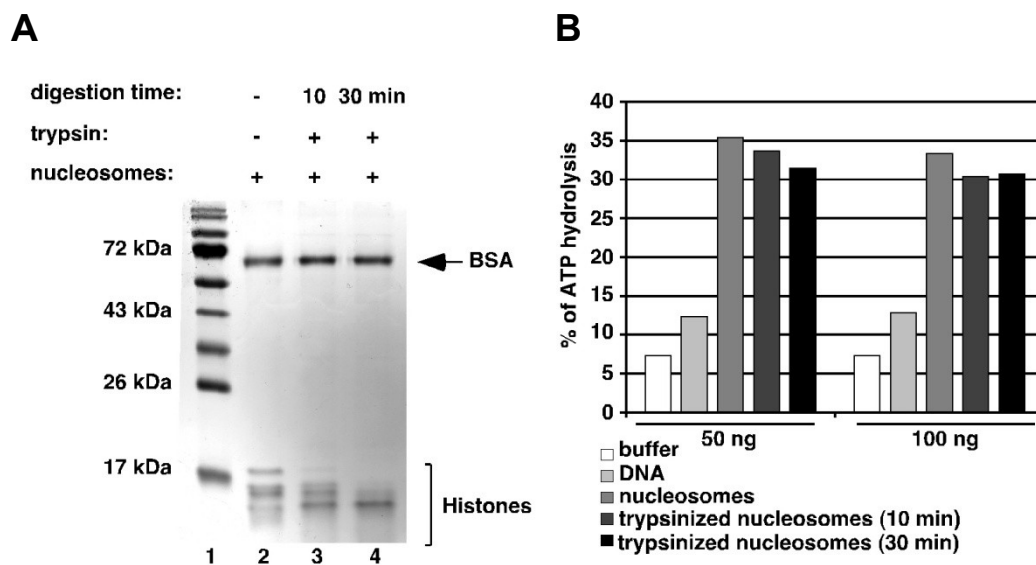 A
digestion time: - 10 30 min
trypsin: - + +
nucleosomes: + + +
72 kDa
BSA
43 kDa
26 kDa
17 kDa
Histones
1 2 3 4
B
% of ATP hydrolysis
40
35
30
25
20
15
10
5
0
50 ng 100 ng
buffer
DNA
nucleosomes
trypsinized nucleosomes (10 min)
trypsinized nucleosomes (30 min)